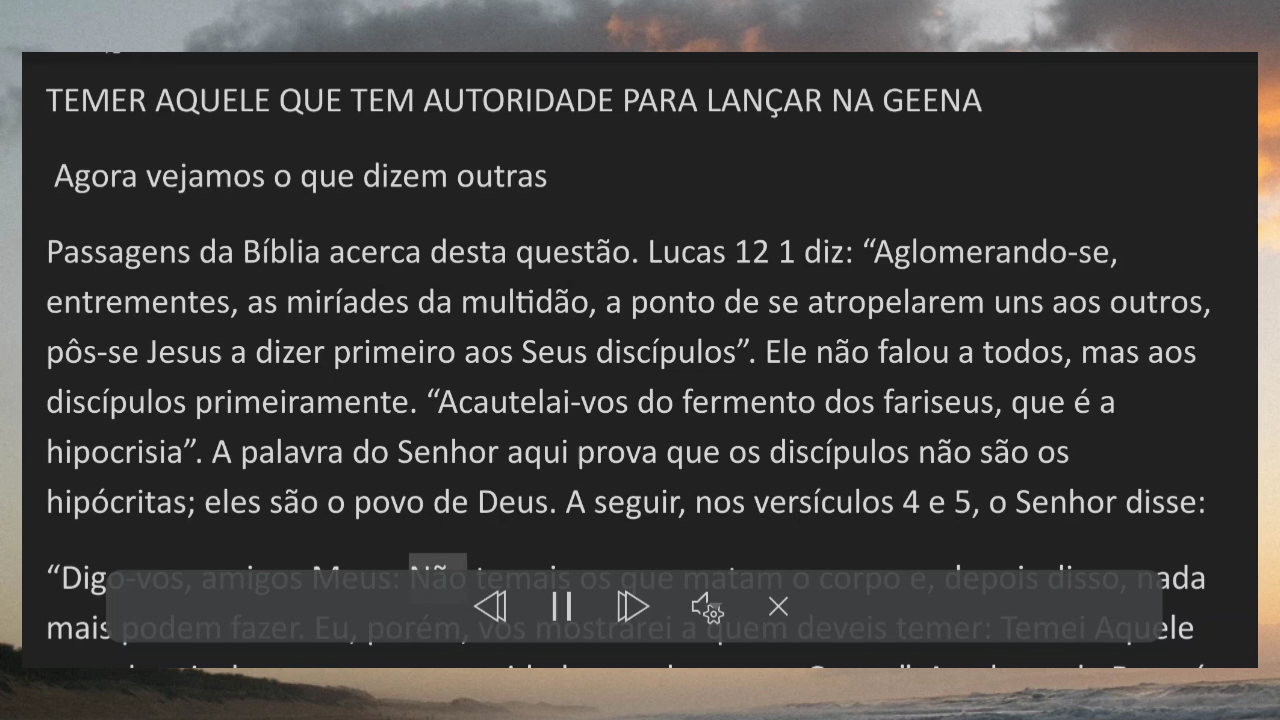 TEMER AQUELE QUE TEM AUTORIDADE PARA LANÇAR NA GEENA
Agora vejamos o que dizem outras
Passagens da Bíblia acerca desta questão. Lucas 12 1 diz: “Aglomerando-se,
entrementes, as miríades da multidão, a ponto de se atropelarem uns aos outros,
pôs-se Jesus a dizer primeiro aos Seus discípulos”. Ele não falou a todos, mas aos
discípulos primeiramente. “Acautelai-vos do fermento dos fariseus, que é a
hipocrisia”. A palavra do Senhor aqui prova que os discípulos não são os
hipócritas; eles são o povo de Deus. A seguir, nos versículos 4 e 5, o Senhor disse:
“Digo-vos, amigos Meus: Não temais os que matam o corpo e, depois disso, nada
mais podem fazer. Eu, porém, vos mostrarei a quem deveis temer: Temei Aquele